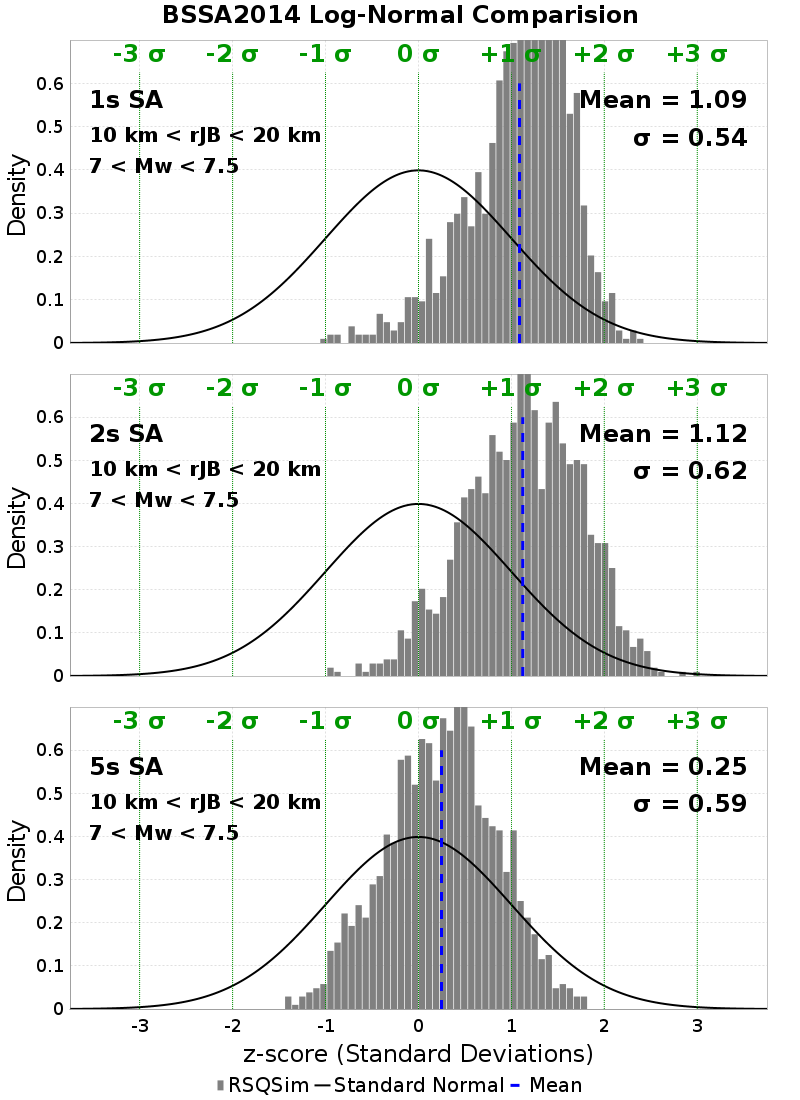 BSSA2014 Log-Normal Comparision
-3 σ -2 σ -1 σ 0 σ +1 σ +2 σ +3 σ
1s SA
Mean = 1.09
10 km < rJB < 20 km
σ = 0.54
7 < Mw < 7.5
Density
0.6
0.5
0.4
0.3
0.2
0.1
0
-3 σ -2 σ -1 σ 0 σ +1 σ +2 σ +3 σ
2s SA
Mean = 1.12
10 km < rJB < 20 km
σ = 0.62
7 < Mw < 7.5
Density
0.6
0.5
0.4
0.3
0.2
0.1
0
-3 σ -2 σ -1 σ 0 σ +1 σ +2 σ +3 σ
5s SA
Mean = 0.25
10 km < rJB < 20 km
σ = 0.59
7 < Mw < 7.5
Density
0.6
0.5
0.4
0.3
0.2
0.1
0
-3 -2 -1 0 1 2 3
z-score (Standard Deviations)
RSQSim Standard Normal Mean